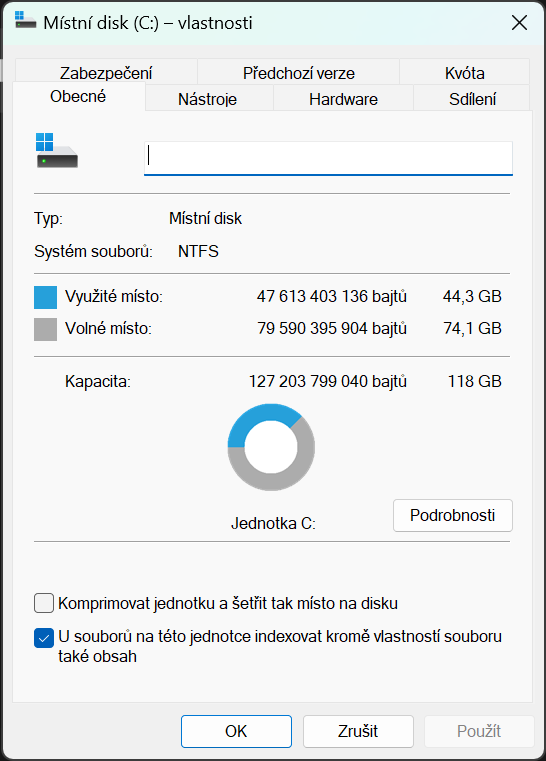 Místní disk (C:) – vlastnosti
Zabezpečení Předchozí verze Kvóta
Obecné Nástroje Hardware Sdílení
Typ: Místní disk
Systém souborů: NTFS
Využité místo: 47 613 403 136 bajtů 44,3 GB
Volné místo: 79 590 395 904 bajtů 74,1 GB
Kapacita: 127 203 799 040 bajtů 118 GB
Jednotka C:
Podrobnosti
Komprimovat jednotku a šetřit tak místo na disku
U souborů na této jednotce indexovat kromě vlastností souboru
také obsah
OK Zrušit Použít